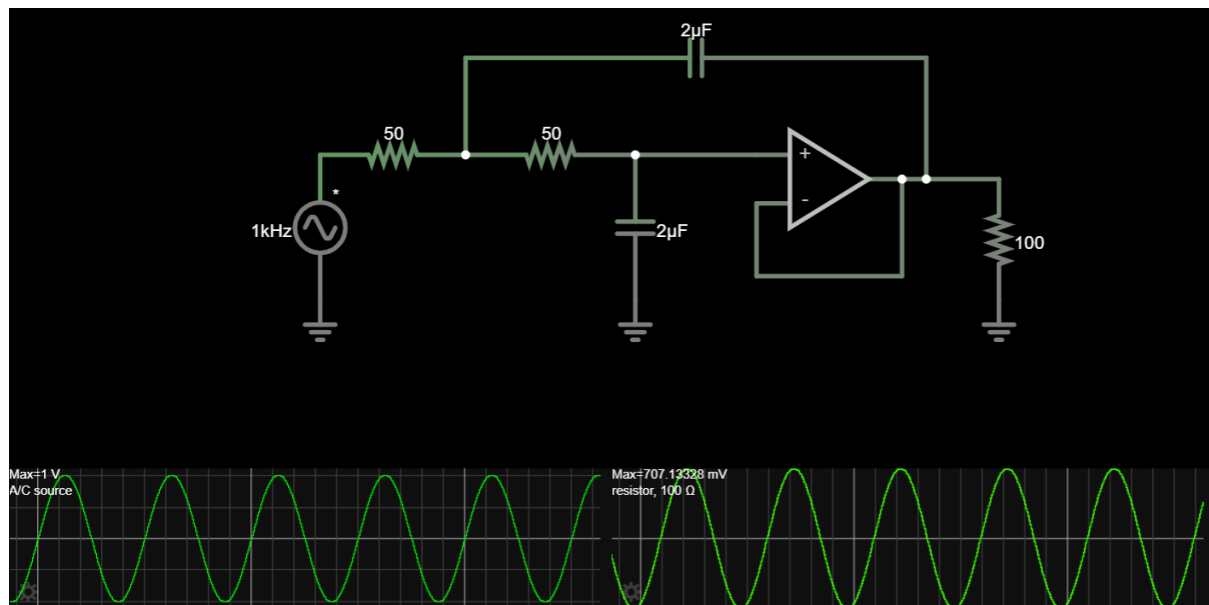 2µF
50
50
+
-
*
1kHz
2µF
100
Max=1 V
A/C source
Max=707.13328 mV
resistor, 100 Ω